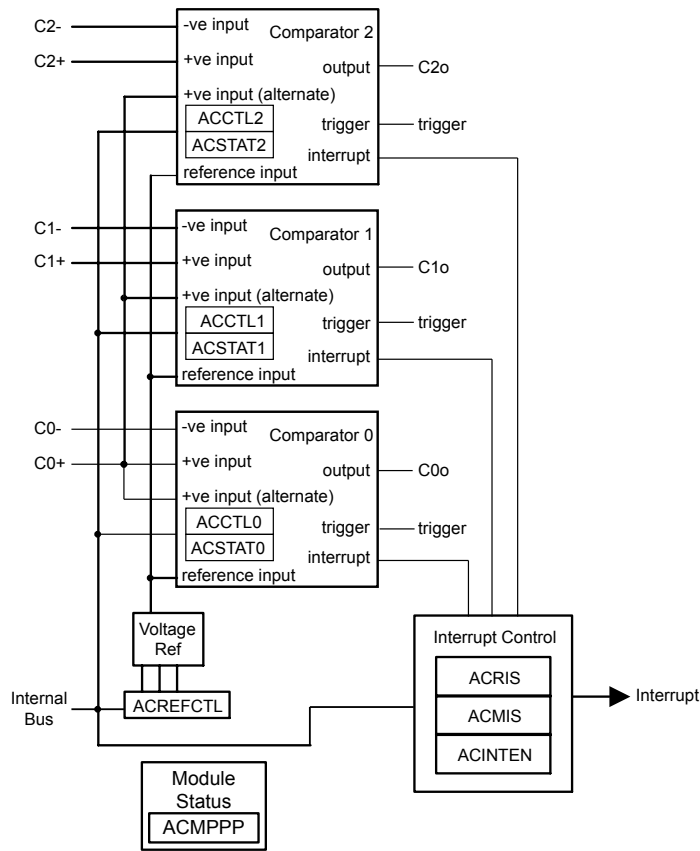 C2-
-ve input
Comparator 2
C2+
+ve input
output
C2o
+ve input (alternate)
ACCTL2
trigger
trigger
ACSTAT2
interrupt
reference input
C1-
-ve input
Comparator 1
C1+
+ve input
output
C1o
+ve input (alternate)
ACCTL1
trigger
trigger
ACSTAT1
interrupt
reference input
C0-
-ve input
Comparator 0
C0+
+ve input
output
C0o
+ve input (alternate)
ACCTL0
trigger
trigger
ACSTAT0
interrupt
reference input
Voltage
Ref
Interrupt Control
ACRIS
ACMIS
ACINTEN
Interrupt
Internal
Bus
ACREFCTL
Module
Status
ACMPPP